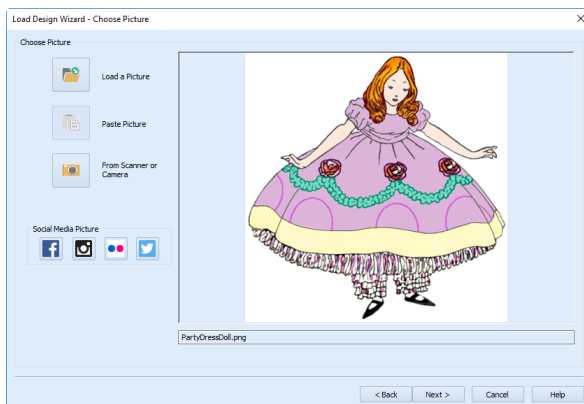 Load Design Wizard - Choose Picture
Choose Picture
Load a Picture
Paste Picture
From Scanner or
Camera
Social Media Picture
PartyDressDoll.png
< Back
Next >
Cancel
Help